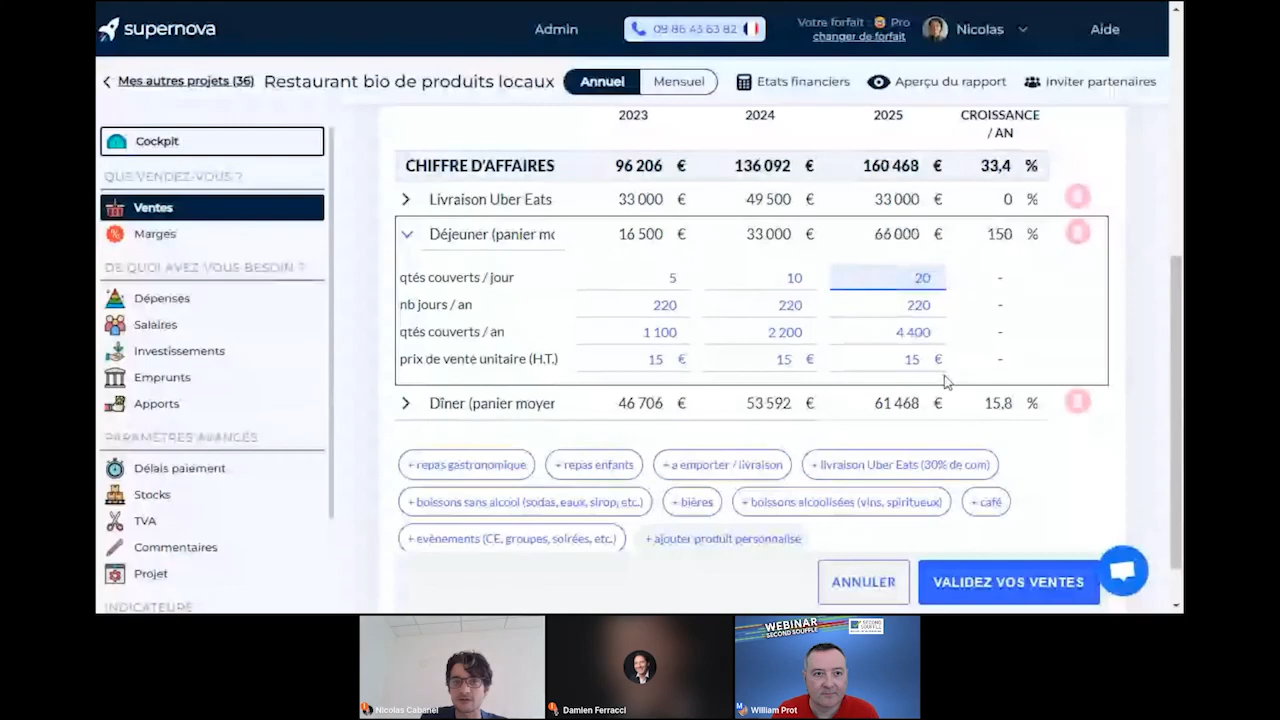 supernova
Admin
09 86 43 63 82
Votre forfait : Pro
changer de forfait
Nicolas
Aide
Mes autres projets (36)
Restaurant bio de produits locaux
Annuel
Mensuel
Etats financiers
Aperçu du rapport
Inviter partenaires
Cockpit
QUE VENDEZ-VOUS ?
Ventes
Marges
DE QUOI AVEZ VOUS BESOIN ?
Dépenses
Salaires
Investissements
Emprunts
Apports
PARAMÈTRES AVANCÉS
Délais paiement
Stocks
TVA
Commentaires
Projet
INDICATEURS
2023 2024 2025 CROISSANCE
/ AN
CHIFFRE D'AFFAIRES 96 206 € 136 092 € 160 468 € 33,4 %
Livraison Uber Eats 33 000 € 49 500 € 33 000 € 0 %
Déjeuner (panier mo 16 500 € 33 000 € 66 000 € 150 %
qtés couverts / jour 5 10 20 -
nb jours / an 220 220 220 -
qtés couverts / an 1 100 2 200 4 400 -
prix de vente unitaire (H.T.) 15 € 15 € 15 € -
Dîner (panier moyer 46 706 € 53 592 € 61 468 € 15,8 %
+ repas gastronomique
+ repas enfants
+ a emporter / livraison
+ livraison Uber Eats (30% de com)
+ boissons sans alcool (sodas, eaux, sirop, etc.)
+ bières
+ boissons alcoolisées (vins, spiritueux)
+ café
+ evènements (CE, groupes, soirées, etc.)
+ ajouter produit personnalisé
ANNULER
VALIDEZ VOS VENTES
Nicolas Cabanel
Damien Ferracci
WEBINAR
SECOND SOUFFLE
SECOND
SOUFFLE
William Prot